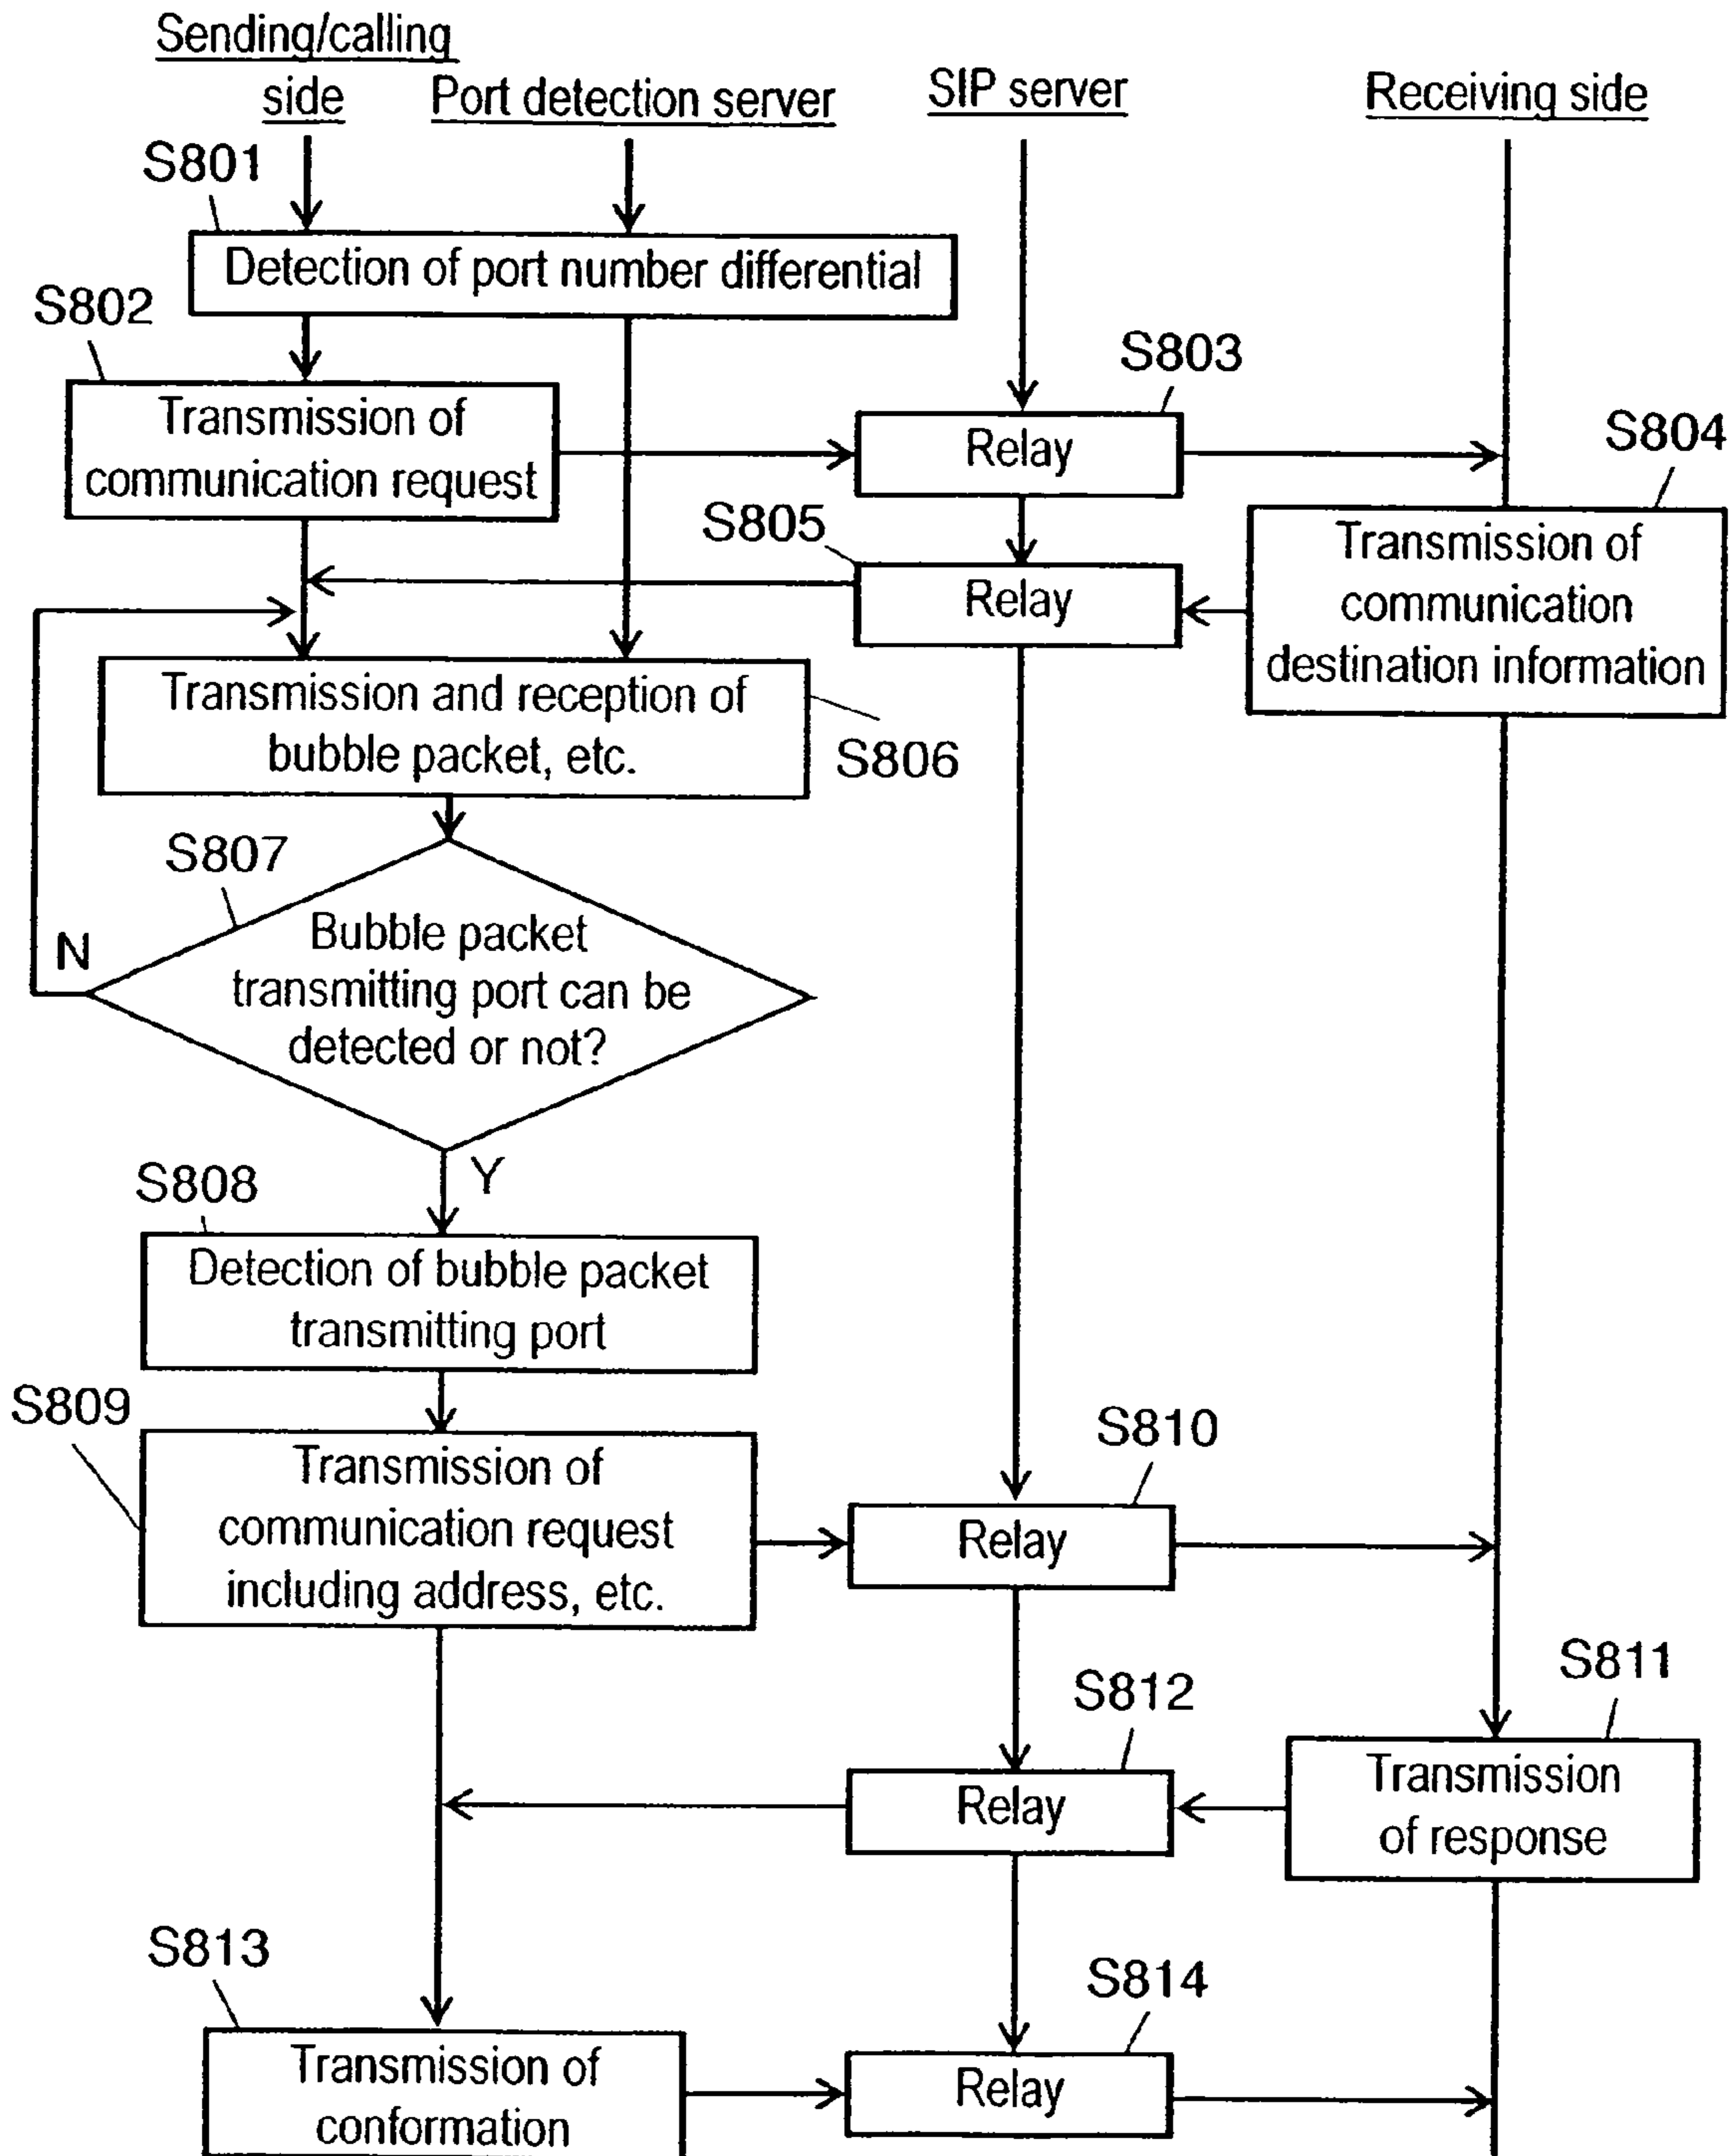 Sending/calling
side
Port detection server
SIP server
Receiving side
S801
Detection of port number differential
S802
Transmission of
communication request
S803
Relay
S804
Transmission of
communication
destination information
S805
Relay
Transmission and reception of
bubble packet, etc.
S806
S807
Bubble packet
transmitting port can be
detected or not?
N
Y
S808
Detection of bubble packet
transmitting port
S809
Transmission of
communication request
including address, etc.
S810
Relay
S811
Transmission
of response
S812
Relay
S813
Transmission of
conformation
S814
Relay